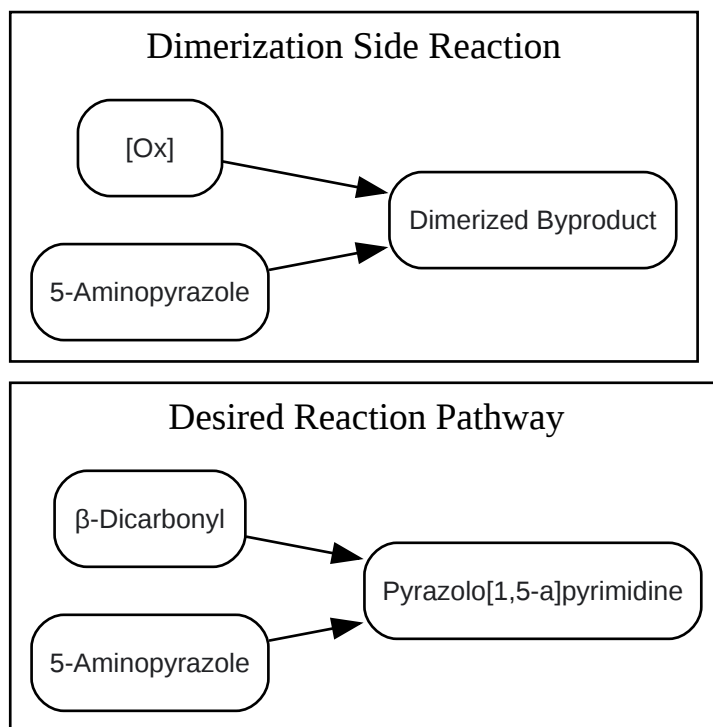 Dimerization Side Reaction
[Ox]
Dimerized Byproduct
5-Aminopyrazole
Desired Reaction Pathway
β-Dicarbonyl
Pyrazolo[1,5-a]pyrimidine
5-Aminopyrazole